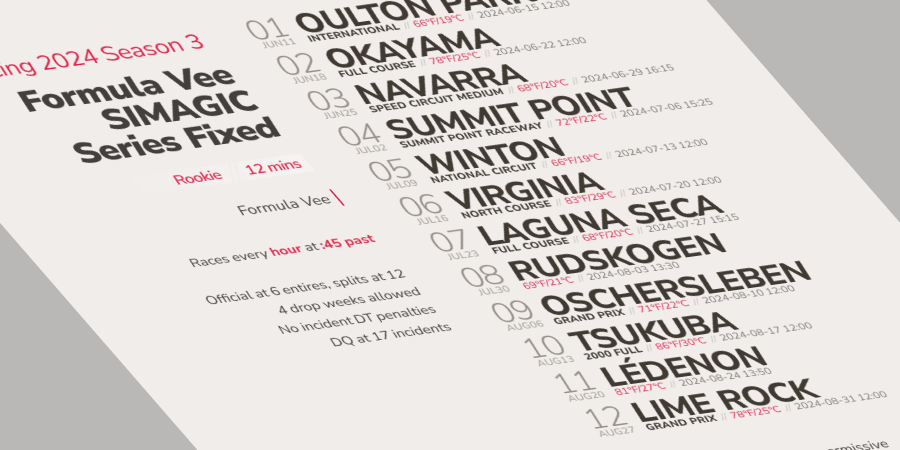 ing 2024 Season 3
Formula Vee
SIMAGIC
Series Fixed
Rookie 12 mins
Formula Vee
Races every hour at :45 past
Official at 6 entires, splits at 12
4 drop weeks allowed
No incident DT penalties
DQ at 17 incidents
01 OULTON PARK
JUN11 INTERNATIONAL // 66°F/19°C // 2024-06-15 12:00
02 OKAYAMA
JUN18 FULL COURSE // 78°F/25°C // 2024-06-22 12:00
03 NAVARRA
JUN25 SPEED CIRCUIT MEDIUM // 68°F/20°C // 2024-06-29 16:15
04 SUMMIT POINT
JUL02 SUMMIT POINT RACEWAY // 72°F/22°C // 2024-07-06 15:25
05 WINTON
JUL09 NATIONAL CIRCUIT // 66°F/19°C // 2024-07-13 12:00
06 VIRGINIA
JUL16 NORTH COURSE // 83°F/29°C // 2024-07-20 12:00
07 LAGUNA SECA
JUL23 FULL COURSE // 68°F/20°C // 2024-07-27 15:15
08 RUDSKOGEN
JUL30 69°F/21°C // 2024-08-03 13:30
09 OSCHERSLEBEN
AUG06 GRAND PRIX // 71°F/22°C // 2024-08-10 12:00
10 TSUKUBA
AUG13 2000 FULL // 86°F/30°C // 2024-08-17 12:00
11 LÉDENON
AUG20 81°F/27°C // 2024-08-24 13:50
12 LIME ROCK
AUG27 GRAND PRIX // 78°F/25°C // 2024-08-31 12:00
ermissive